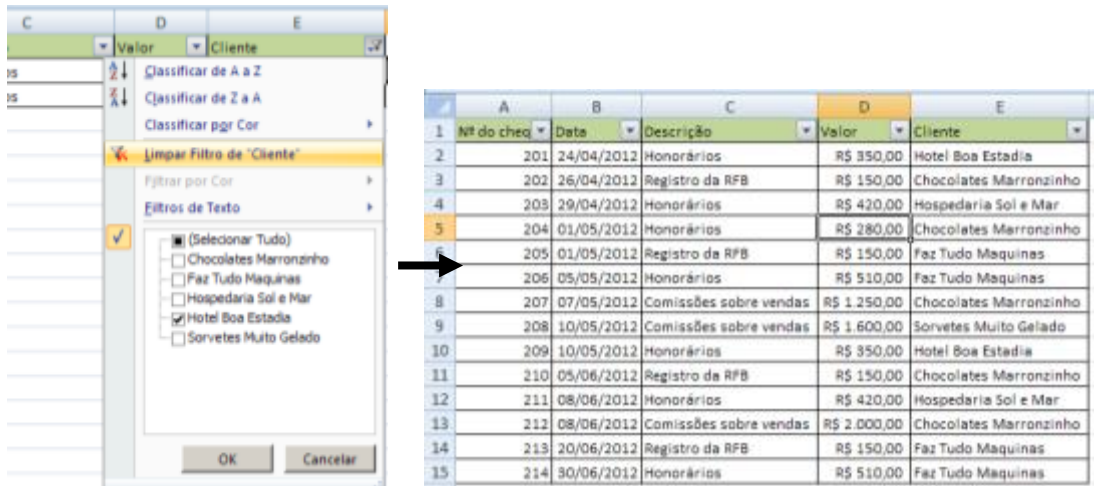 C D E
Valor Cliente
os
os
Classificar de A a Z
Classificar de Z a A
Classificar por Cor
Limpar Filtro de "Cliente"
Filtrar por Cor
Filtros de Texto
(Selecionar Tudo)
Chocolates Marronzinho
Faz Tudo Maquinas
Hospedaria Sol e Mar
Hotel Boa Estadia
Sorvetes Muito Gelado
OK Cancelar
A B C D E
1 Nº do cheq Data Descrição Valor Cliente
2 201 24/04/2012 Honorários R$ 350,00 Hotel Boa Estadia
3 202 26/04/2012 Registro da RFB R$ 150,00 Chocolates Marronzinho
4 203 29/04/2012 Honorários R$ 420,00 Hospedaria Sol e Mar
5 204 01/05/2012 Honorários R$ 280,00 Chocolates Marronzinho
6 205 01/05/2012 Registro da RFB R$ 150,00 Faz Tudo Maquinas
7 206 05/05/2012 Honorários R$ 510,00 Faz Tudo Maquinas
8 207 07/05/2012 Comissões sobre vendas R$ 1.250,00 Chocolates Marronzinho
9 208 10/05/2012 Comissões sobre vendas R$ 1.600,00 Sorvetes Muito Gelado
10 209 10/05/2012 Honorários R$ 350,00 Hotel Boa Estadia
11 210 05/06/2012 Registro da RFB R$ 150,00 Chocolates Marronzinho
12 211 08/06/2012 Honorários R$ 420,00 Hospedaria Sol e Mar
13 212 08/06/2012 Comissões sobre vendas R$ 2.000,00 Chocolates Marronzinho
14 213 20/06/2012 Registro da RFB R$ 150,00 Faz Tudo Maquinas
15 214 30/06/2012 Honorários R$ 510,00 Faz Tudo Maquinas